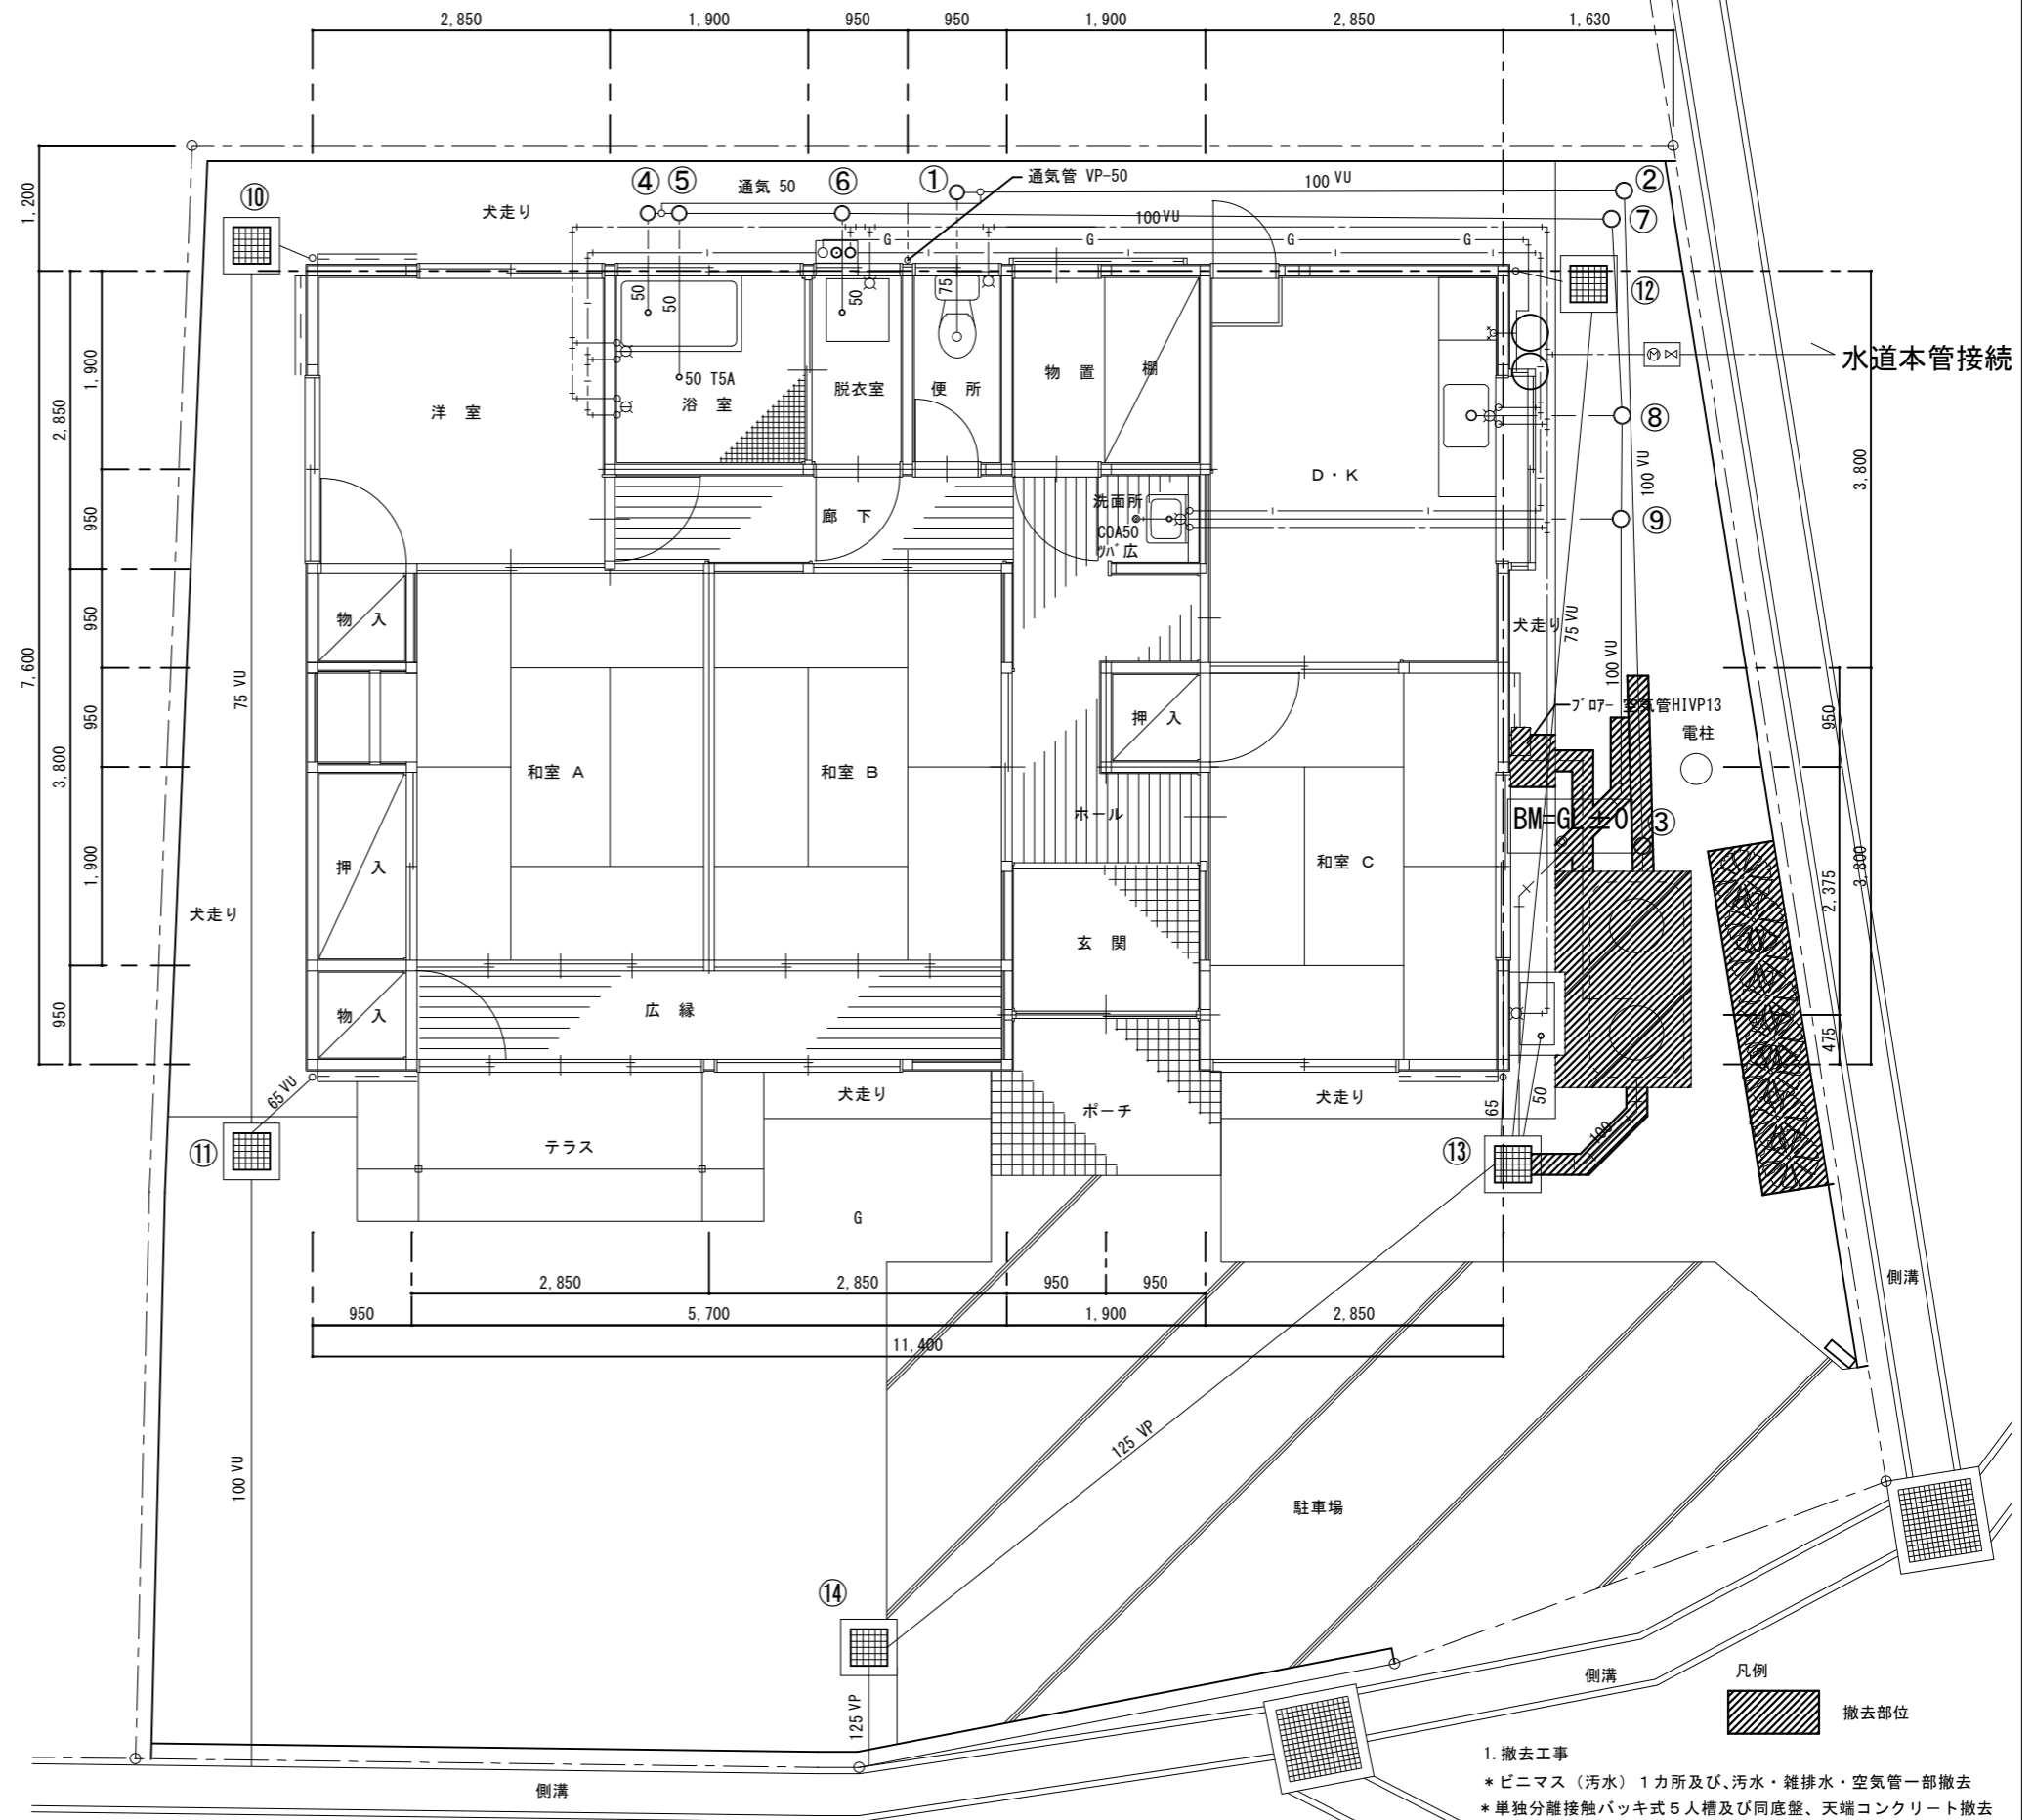 2,850
1,900
950
950
1,900
2,850
1,630
1,200
7,600
2,850
3,800
950
1,900
950
950
950
1,900
3,800
950
2,375
3,800
475
⑩
犬走り
④
⑤
通気 50
⑥
①
通気管 VP-50
100 VU
②
100VU
⑦
G
G
G
G
⑫
50
50
50
75
50 T5A
浴 室
脱衣室
便 所
物 置
棚
洋 室
D・K
水道本管接続
⑧
100 VU
⑨
廊 下
洗面所
COA50
ツバ広
物 入
犬走り
75 VU
100 VU
75 VU
押 入
ブロアー 空気管HIVP13
電柱
和室 A
和室 B
ホール
BM=GL±0
③
和室 C
押 入
犬走り
玄 関
物 入
広 縁
65 VU
犬走り
ポーチ
犬走り
65
50
100
⑪
テラス
⑬
G
側溝
2,850
2,850
950
950
950
5,700
1,900
2,850
11,400
125 VP
100 VU
駐車場
⑭
125 VP
側溝
側溝
凡例
撤去部位
1.撤去工事
*ビニマス（汚水）１カ所及び、汚水・雑排水・空気管一部撤去
*単独分離接触バッキ式５人槽及び同底盤、天端コンクリート撤去